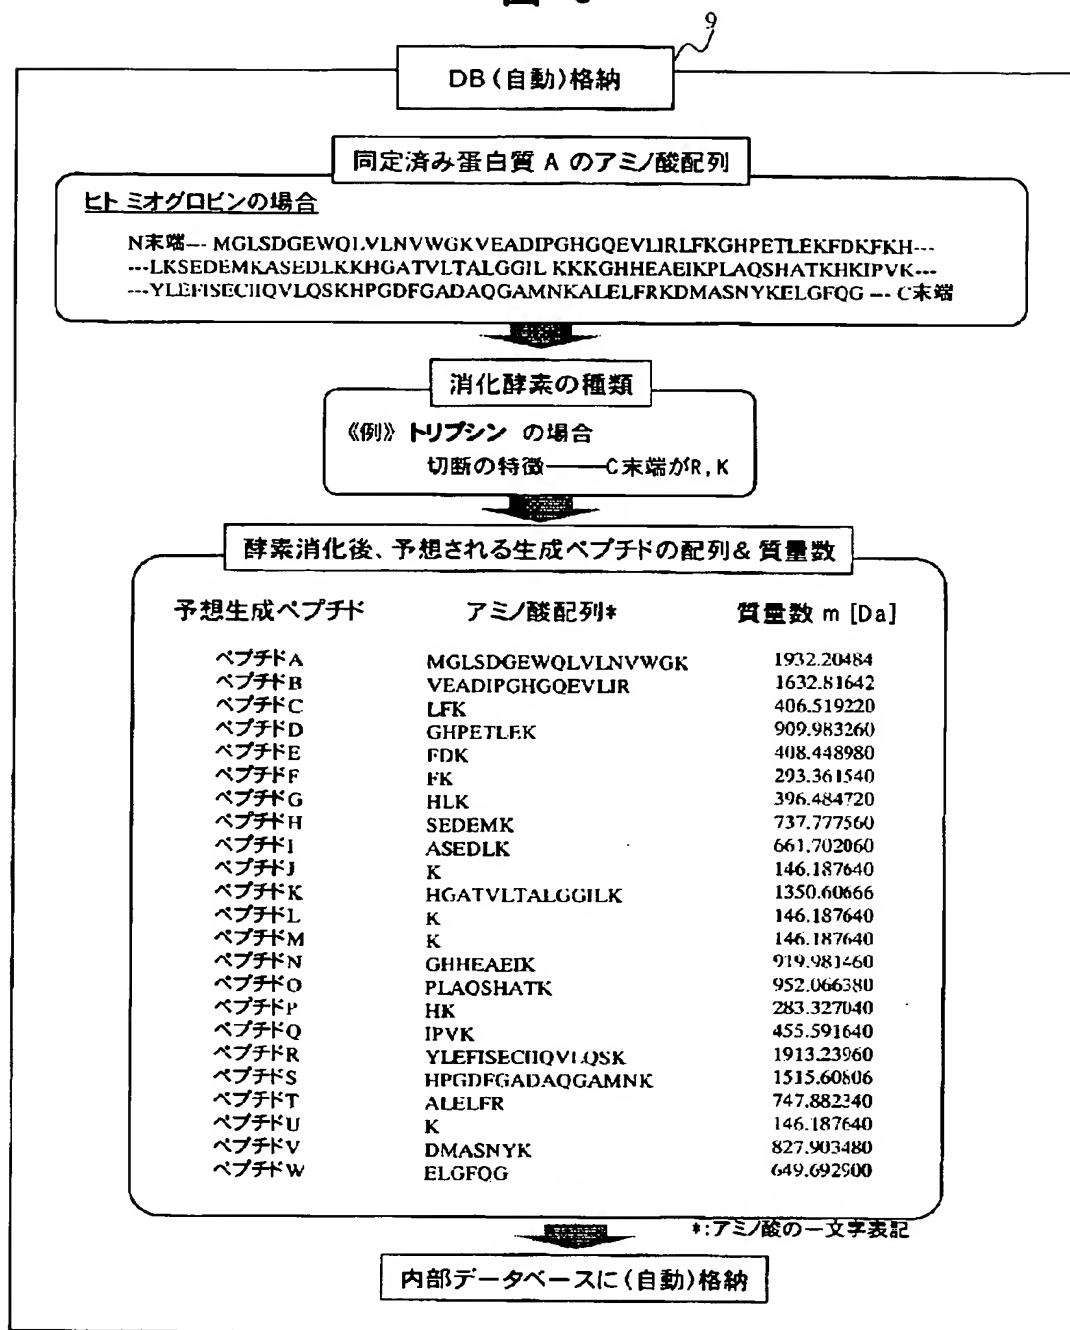 9
DB(自動)格納
同定済み蛋白質 A のアミノ酸配列
ヒト ミオグロビンの場合
N末端--- MGLSDGEWQLVLNVWGKVEADIPGHGQEVLIRLFKGHPETLEKFDKFKH---
---LKSEDEMKASEDLKKHGATVLTALGGIL KKKGHHEAEIKPLAQSHATKHKIPVK---
---YLEFISECIIQVLQSKHPGDFGADAQGAMNKALELFRKDMASNYKELGFQG --- C末端
消化酵素の種類
《例》 トリプシン の場合
切断の特徴——C末端がR,K
酵素消化後、予想される生成ペプチドの配列& 質量数
予想生成ペプチド アミノ酸配列* 質量数 m [Da]
ペプチドA MGLSDGEWQLVLNVWGK 1932.20484
ペプチドB VEADIPGHGQEVLIR 1632.81642
ペプチドC LFK 406.519220
ペプチドD GHPETLEK 909.983260
ペプチドE FDK 408.448980
ペプチドF FK 293.361540
ペプチドG HLK 396.484720
ペプチドH SEDEMK 737.777560
ペプチドI ASEDLK 661.702060
ペプチドJ K 146.187640
ペプチドK HGATVLTALGGILK 1350.60666
ペプチドL K 146.187640
ペプチドM K 146.187640
ペプチドN GHHEAEIK 919.981460
ペプチドO PLAQSHATK 952.066380
ペプチドP HK 283.327040
ペプチドQ IPVK 455.591640
ペプチドR YLEFISECIIQVLQSK 1913.23960
ペプチドS HPGDFGADAQGAMNK 1515.60806
ペプチドT ALELFR 747.882340
ペプチドU K 146.187640
ペプチドV DMASNYK 827.903480
ペプチドW ELGFQG 649.692900
*:アミノ酸の一文字表記
内部データベースに(自動)格納